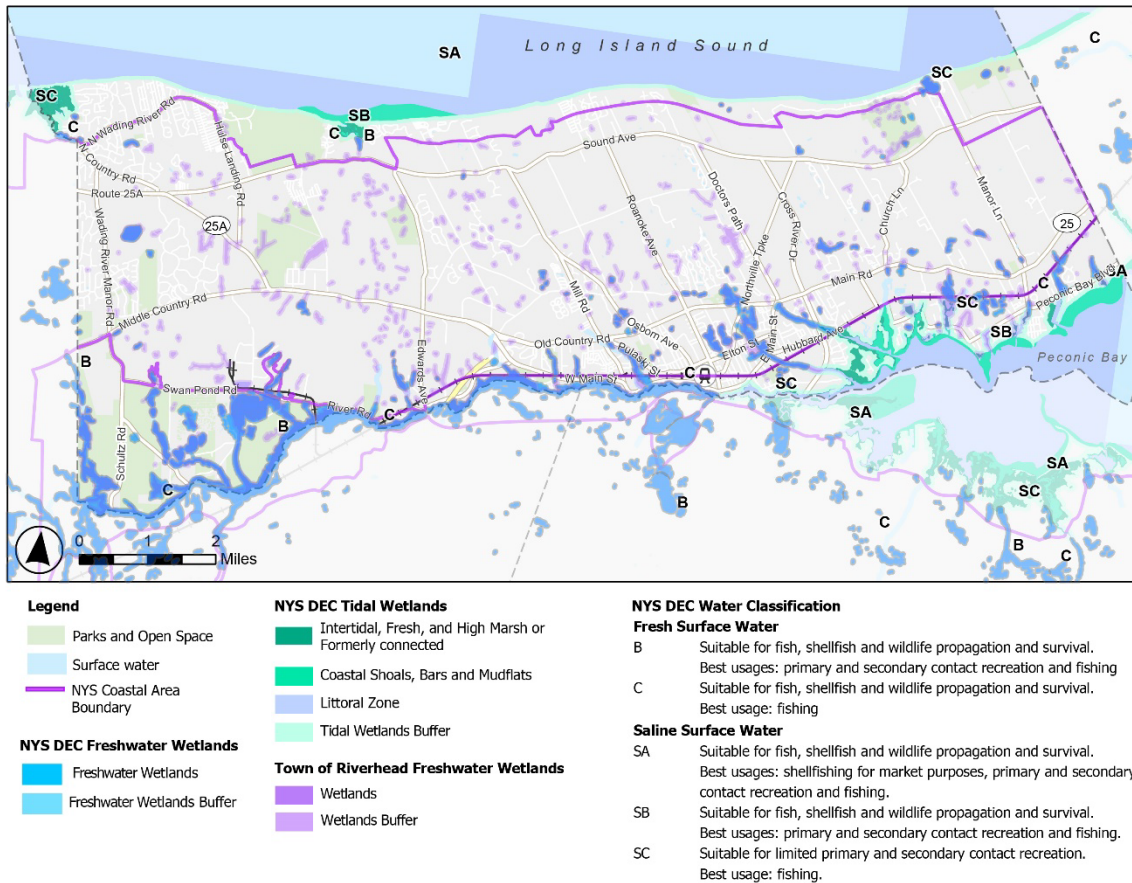 SA
Long Island Sound
C
SC
SC
SB
C
C
B
N Wading River Rd
Hulse Landing Rd
N Country Rd
Sound Ave
Route 25A
25A
Wading River Manor Rd
Doctors Path
Cross River Dr
Church Ln
Manor Ln
Roanoke Ave
25
Northville Tpke
Main Rd
SA
C
Peconic Bay Blvd
SC
SB
Middle Country Rd
Mill Rd
Osborn Ave
Old Country Rd
Pulaski St
Elton St
E Main St
Hubbard Ave
Edwards Ave
Peconic Bay
B
Swan Pond Rd
W Main St
C
SC
River Rd
C
SA
B
Schultz Rd
SA
C
SC
B
C
B
C
0 1 2
Miles
Legend
Parks and Open Space
Surface water
NYS Coastal Area
Boundary
NYS DEC Freshwater Wetlands
Freshwater Wetlands
Freshwater Wetlands Buffer
NYS DEC Tidal Wetlands
Intertidal, Fresh, and High Marsh or
Formerly connected
Coastal Shoals, Bars and Mudflats
Littoral Zone
Tidal Wetlands Buffer
Town of Riverhead Freshwater Wetlands
Wetlands
Wetlands Buffer
NYS DEC Water Classification
Fresh Surface Water
B Suitable for fish, shellfish and wildlife propagation and survival.
Best usages: primary and secondary contact recreation and fishing
C Suitable for fish, shellfish and wildlife propagation and survival.
Best usage: fishing
Saline Surface Water
SA Suitable for fish, shellfish and wildlife propagation and survival.
Best usages: shellfishing for market purposes, primary and secondary
contact recreation and fishing.
SB Suitable for fish, shellfish and wildlife propagation and survival.
Best usages: primary and secondary contact recreation and fishing.
SC Suitable for limited primary and secondary contact recreation.
Best usage: fishing.